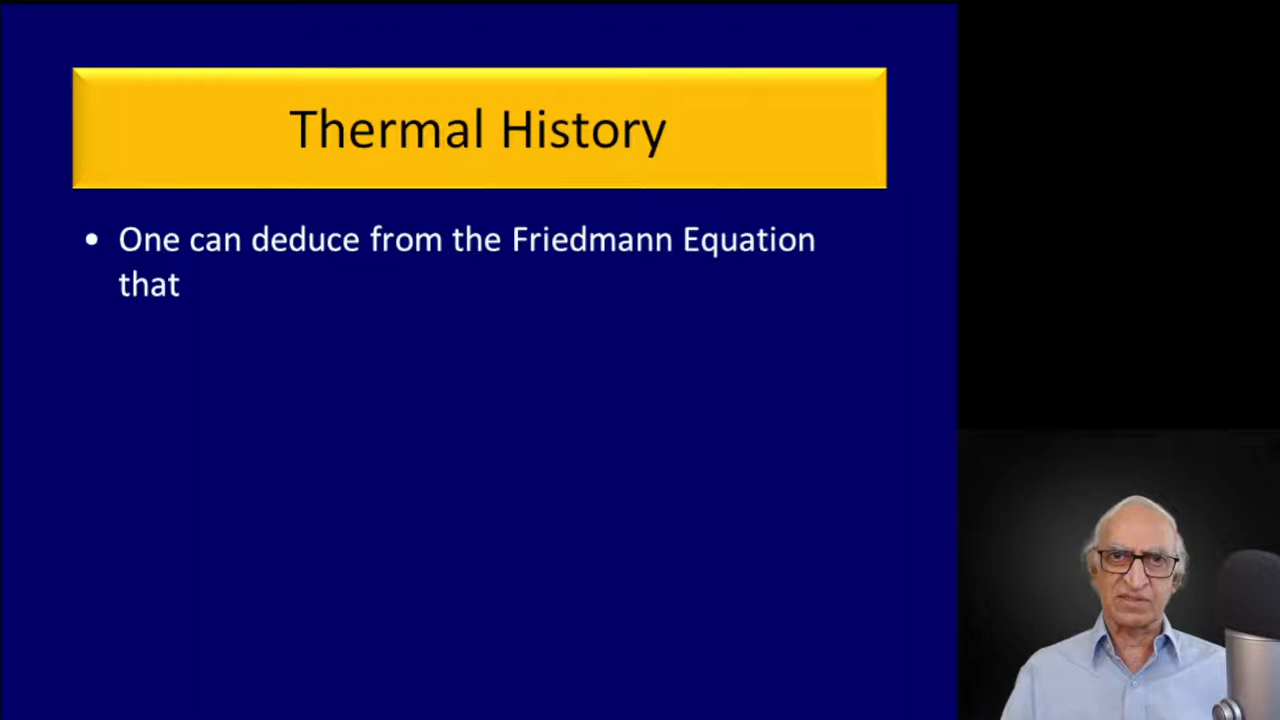 Thermal History
• One can deduce from the Friedmann Equation
that